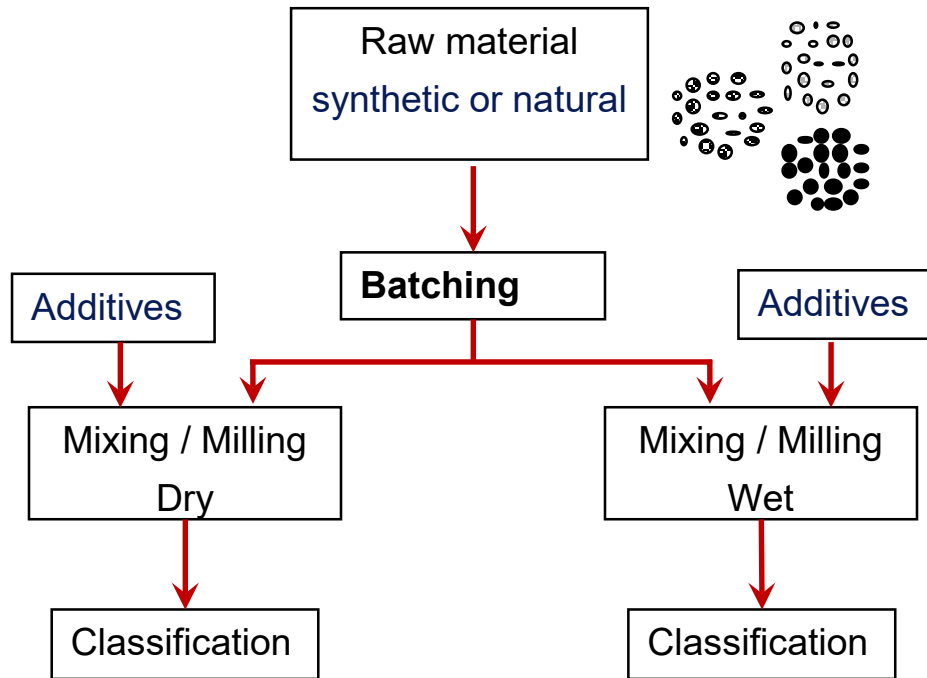 Raw material
synthetic or natural
Batching
Additives
Additives
Mixing / Milling
Dry
Mixing / Milling
Wet
Classification
Classification